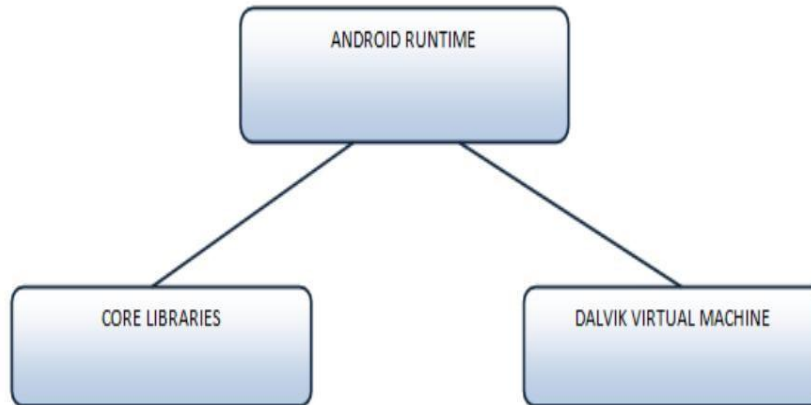 ANDROID RUNTIME
CORE LIBRARIES
DALVIK VIRTUAL MACHINE